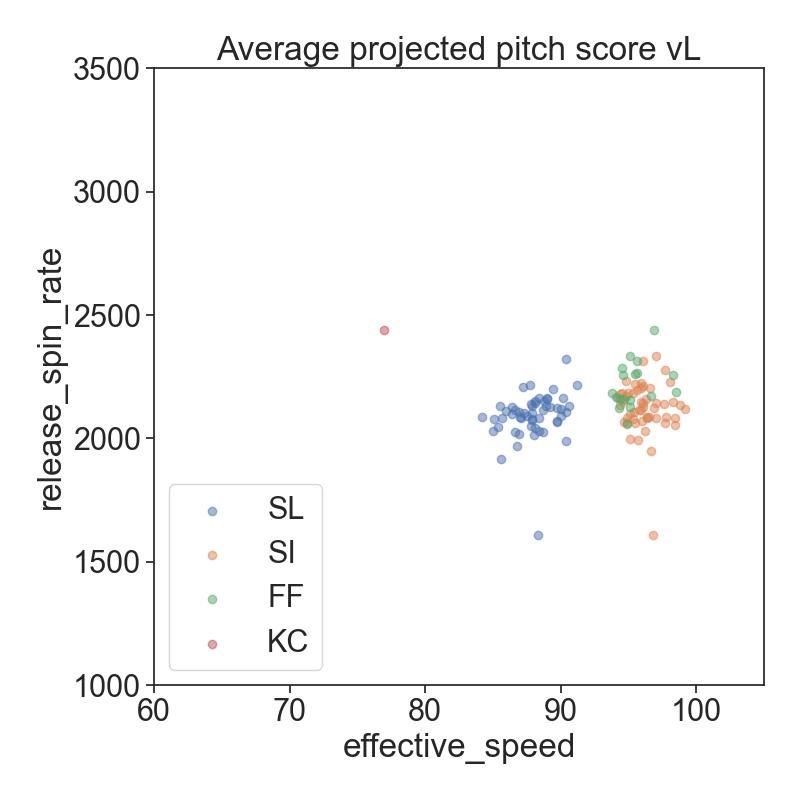 Average projected pitch score vL
3500
3000
2500
2000
1500
1000
release_spin_rate
SL
SI
FF
KC
60 70 80 90 100
effective_speed